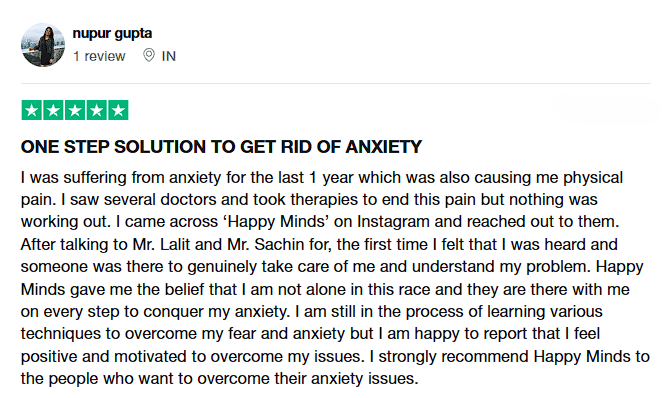 nupur gupta
1 review IN
ONE STEP SOLUTION TO GET RID OF ANXIETY
I was suffering from anxiety for the last 1 year which was also causing me physical
pain. I saw several doctors and took therapies to end this pain but nothing was
working out. I came across ‘Happy Minds’ on Instagram and reached out to them.
After talking to Mr. Lalit and Mr. Sachin for, the first time I felt that I was heard and
someone was there to genuinely take care of me and understand my problem. Happy
Minds gave me the belief that I am not alone in this race and they are there with me
on every step to conquer my anxiety. I am still in the process of learning various
techniques to overcome my fear and anxiety but I am happy to report that I feel
positive and motivated to overcome my issues. I strongly recommend Happy Minds to
the people who want to overcome their anxiety issues.